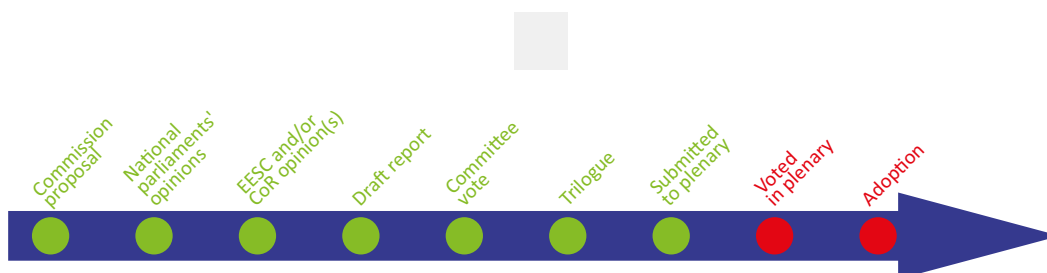 Commission
proposal
National
parliaments'
opinions
EESC and/or
CoR opinion(s)
Draft report
Committee
vote
Trilogue
Submitted
to plenary
Voted
in plenary
Adoption